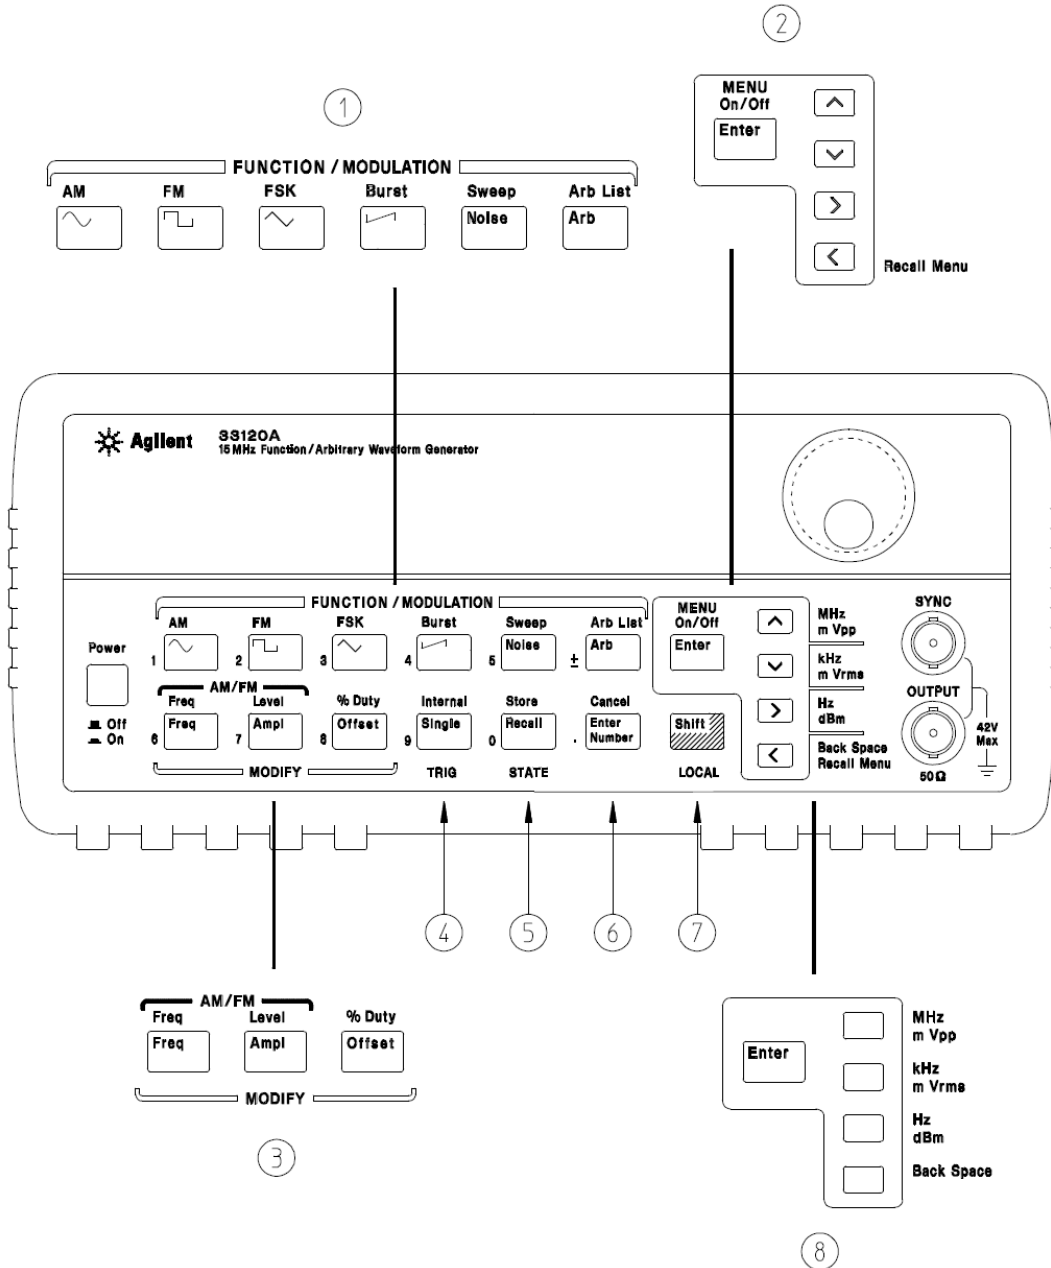 2
MENU
On/Off
Enter
Recall Menu
1
FUNCTION / MODULATION
AM FM FSK Burst Sweep Arb List
Noise Arb
Agilent
33120A
15 MHz Function / Arbitrary Waveform Generator
FUNCTION / MODULATION
AM FM FSK Burst Sweep Arb List
1 2 3 4 5 Noise ± Arb
MENU
On/Off
Enter
MHz
m Vpp
kHz
m Vrms
Hz
dBm
Back Space
Recall Menu
SYNC
OUTPUT
42V
Max
50Ω
Power
Off
On
AM/FM
Freq Level % Duty Internal Store Cancel
6 Freq 7 Ampl 8 Offset 9 Single 0 Recall . Enter
Number
Shift
MODIFY TRIG STATE LOCAL
4 5 6 7
AM/FM
Freq Level % Duty
Freq Ampl Offset
MODIFY
3
Enter
MHz
m Vpp
kHz
m Vrms
Hz
dBm
Back Space
8